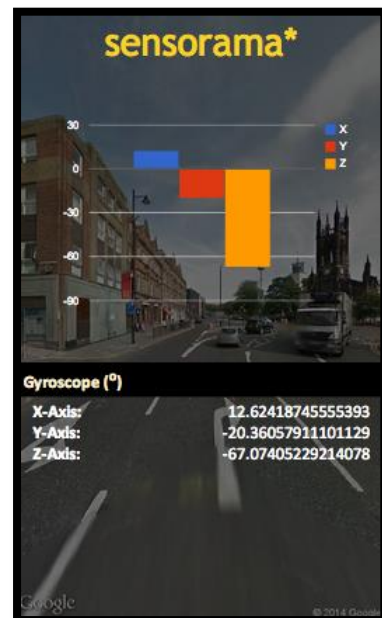 sensorama*
30
0
-30
-60
-90
X
Y
Z
Gyroscope (°)
X-Axis: 12.62418745555393
Y-Axis: -20.36057911101129
Z-Axis: -67.07405229214078
Google
© 2014 Google